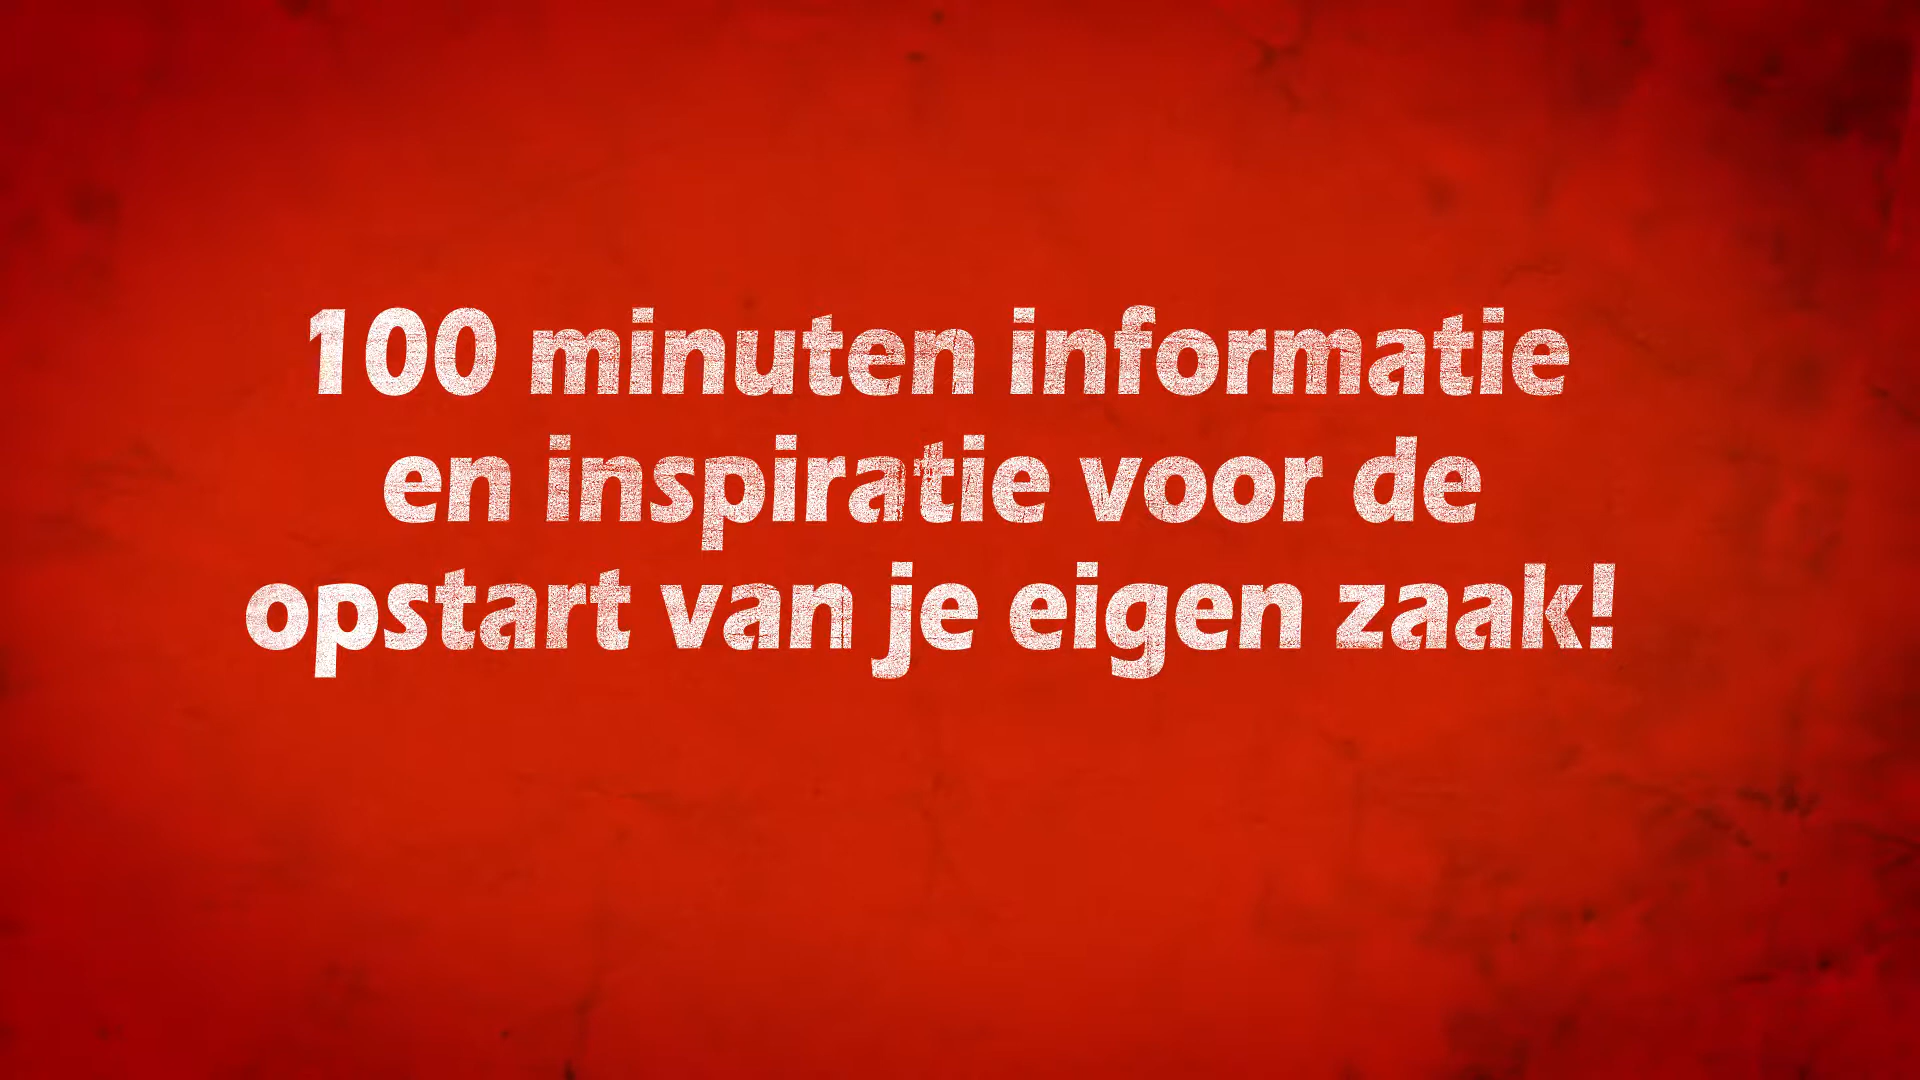 100 minuten informatie
en inspiratie voor de
opstart van je eigen zaak!